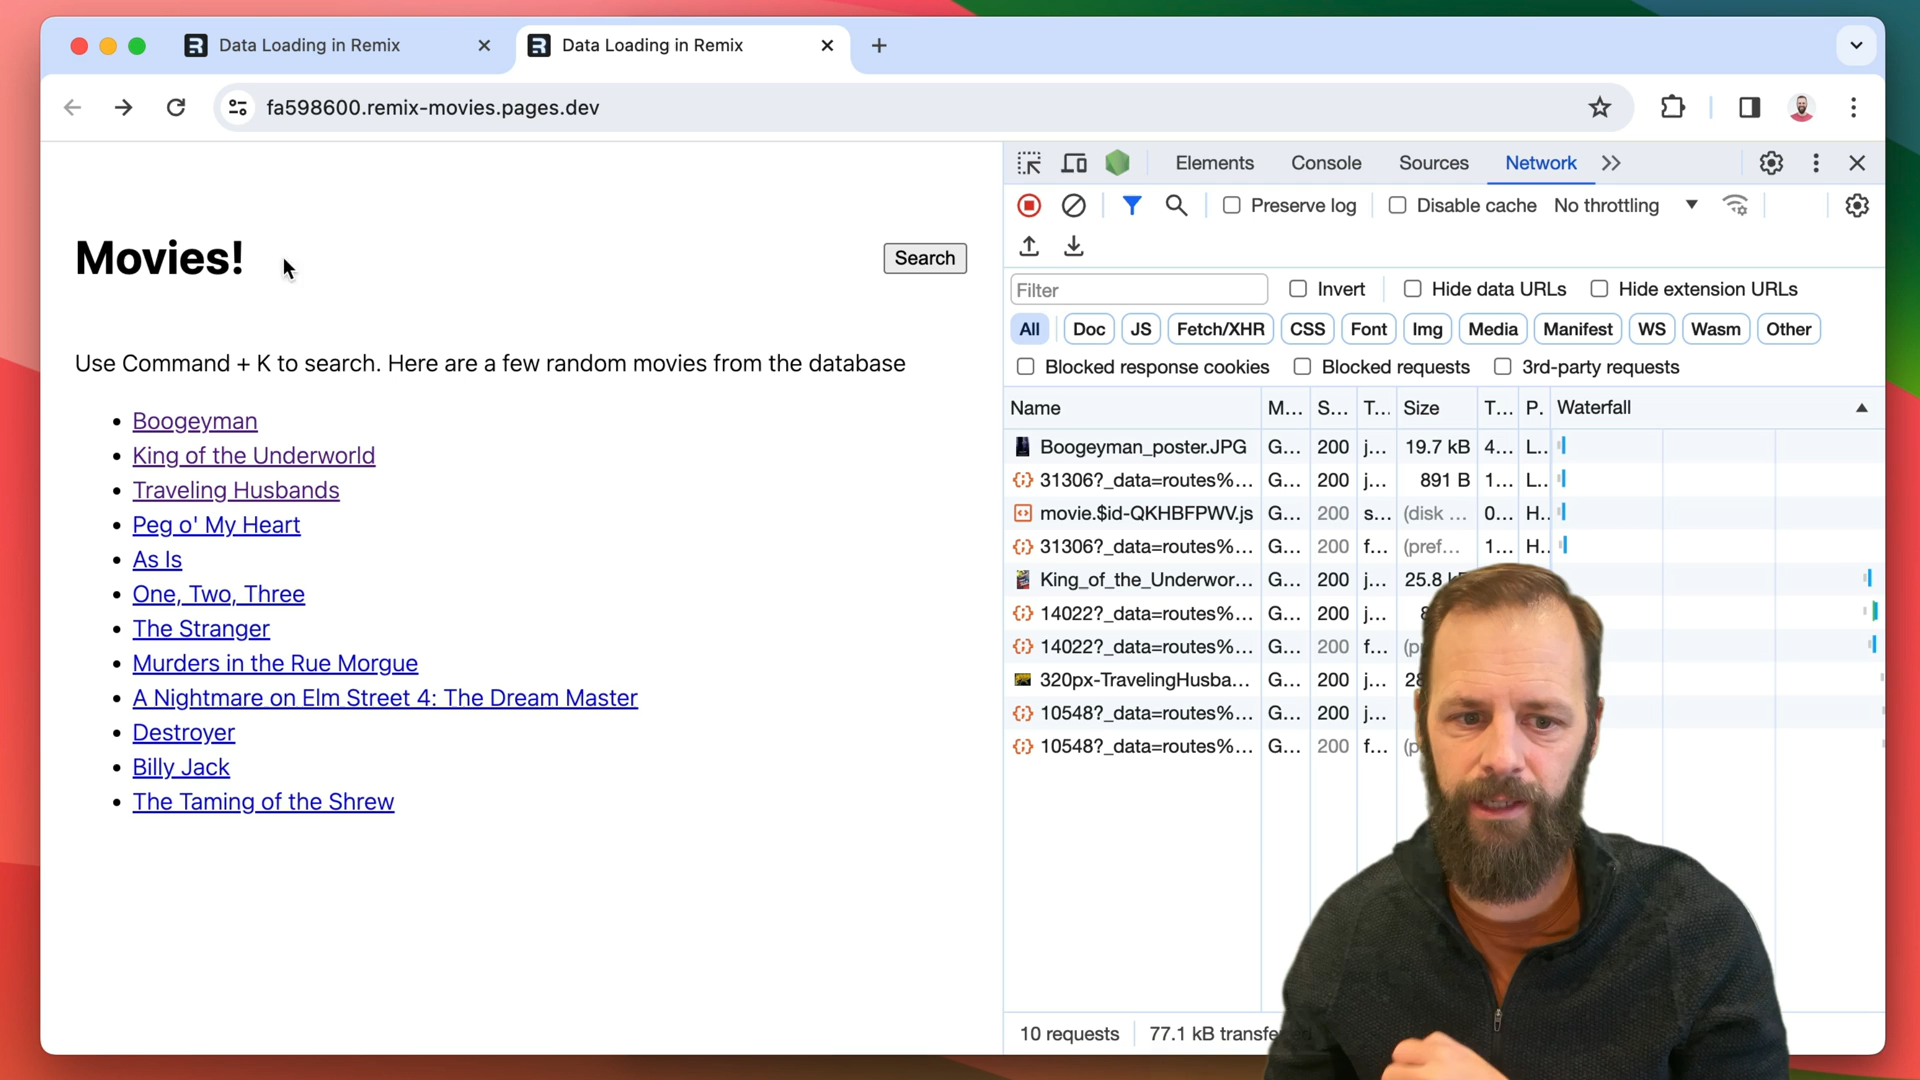 Data Loading in Remix
Data Loading in Remix
fa598600.remix-movies.pages.dev
Movies!
Search
Use Command + K to search. Here are a few random movies from the database
Boogeyman
King of the Underworld
Traveling Husbands
Peg o' My Heart
As Is
One, Two, Three
The Stranger
Murders in the Rue Morgue
A Nightmare on Elm Street 4: The Dream Master
Destroyer
Billy Jack
The Taming of the Shrew
Elements Console Sources Network
Preserve log Disable cache No throttling
Filter Invert Hide data URLs Hide extension URLs
All Doc JS Fetch/XHR CSS Font Img Media Manifest WS Wasm Other
Blocked response cookies Blocked requests 3rd-party requests
Name M... S... T... Size T... P. Waterfall
Boogeyman_poster.JPG G... 200 j... 19.7 kB 4... L..
31306?_data=routes%... G... 200 j... 891 B 1... L..
movie.$id-QKHBFPWV.js G... 200 s... (disk ... 0... H..
31306?_data=routes%... G... 200 f... (pref... 1... H..
King_of_the_Underwor... G... 200 j... 25.8
14022?_data=routes%... G... 200 j...
14022?_data=routes%... G... 200 f...
320px-TravelingHusba... G... 200 j...
10548?_data=routes%... G... 200 j...
10548?_data=routes%... G... 200 f...
10 requests 77.1 kB